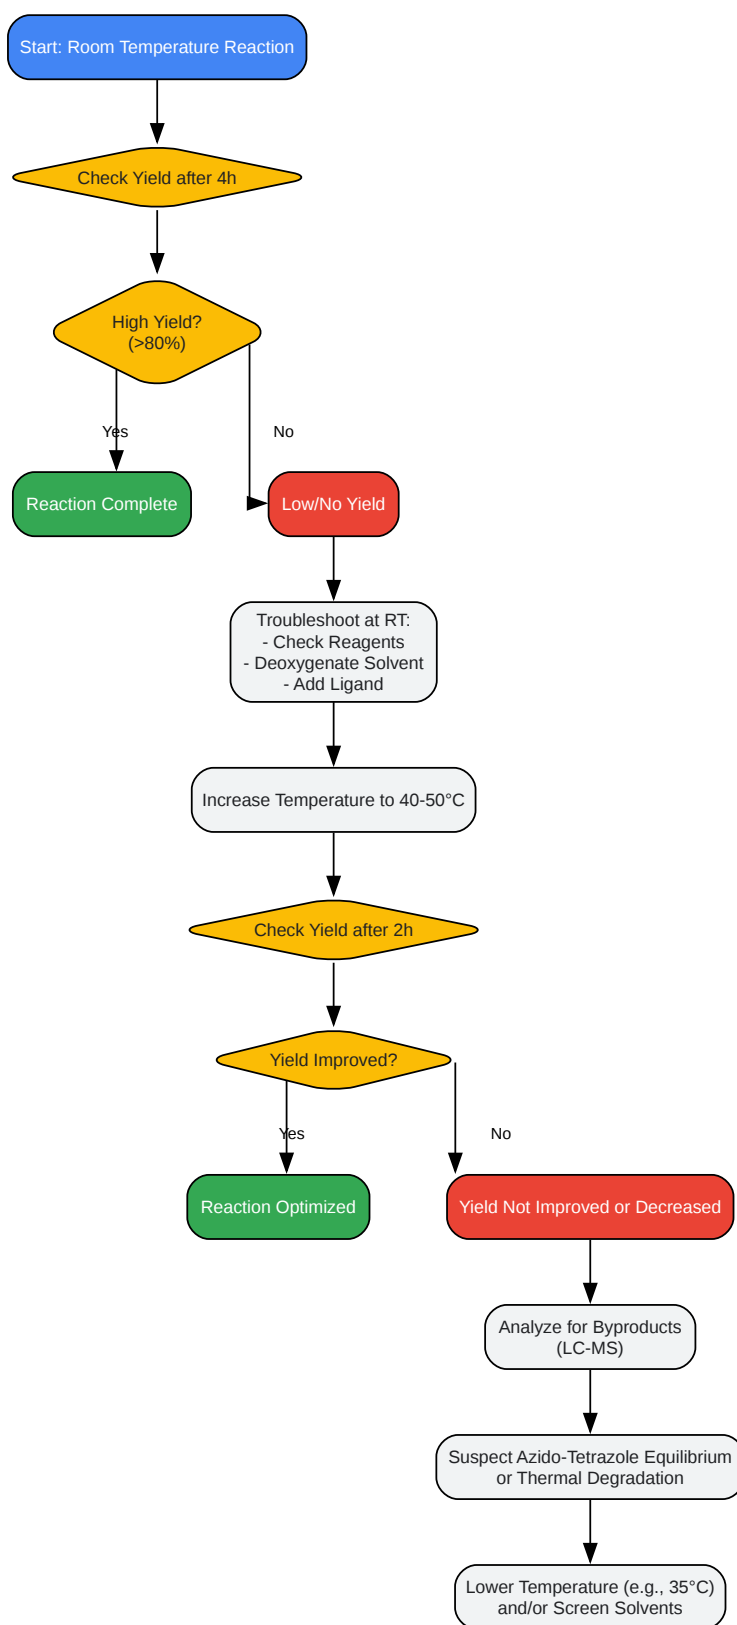 Start: Room Temperature Reaction
Check Yield after 4h
High Yield?
(>80%)
Yes
No
Reaction Complete
Low/No Yield
Troubleshoot at RT:
- Check Reagents
- Deoxygenate Solvent
- Add Ligand
Increase Temperature to 40-50°C
Check Yield after 2h
Yield Improved?
Yes
No
Reaction Optimized
Yield Not Improved or Decreased
Analyze for Byproducts
(LC-MS)
Suspect Azido-Tetrazole Equilibrium
or Thermal Degradation
Lower Temperature (e.g., 35°C)
and/or Screen Solvents